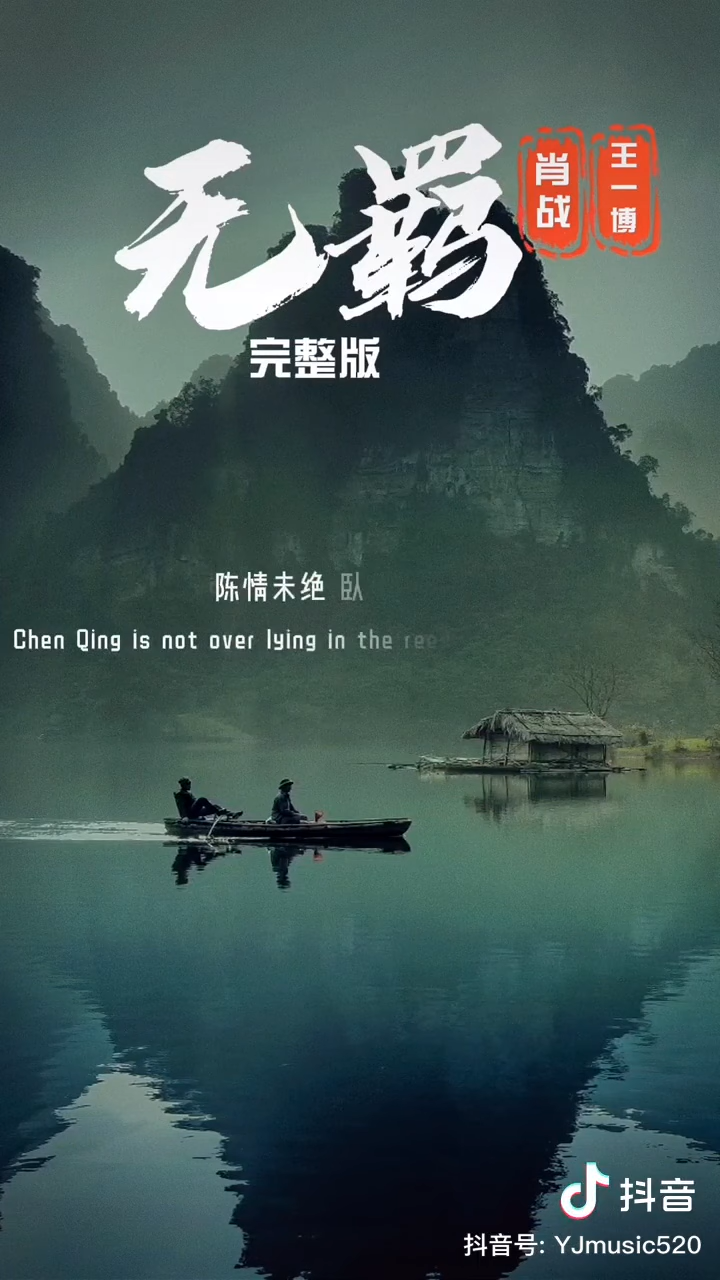 无羁
肖战
王一博
完整版
陈情未绝 卧
Chen Qing is not over lying in the ree
抖音
抖音号: YJmusic520